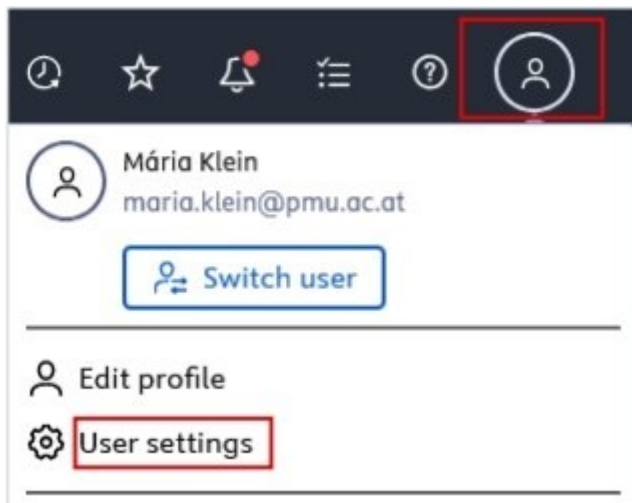 Mária Klein
maria.klein@pmu.ac.at
Switch user
Edit profile
User settings